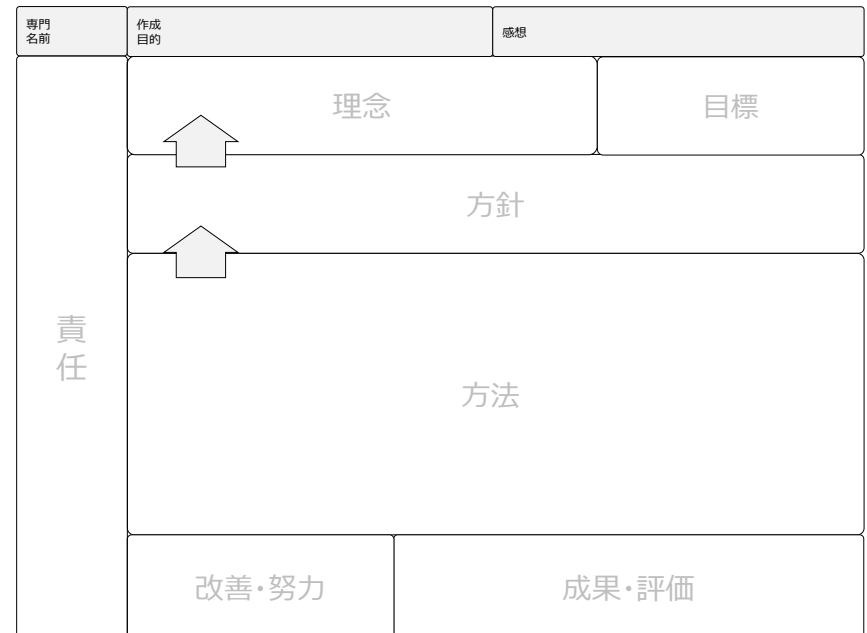 専門
名前
作成
目的
感想
理念
目標
方針
責
任
方法
改善・努力
成果・評価